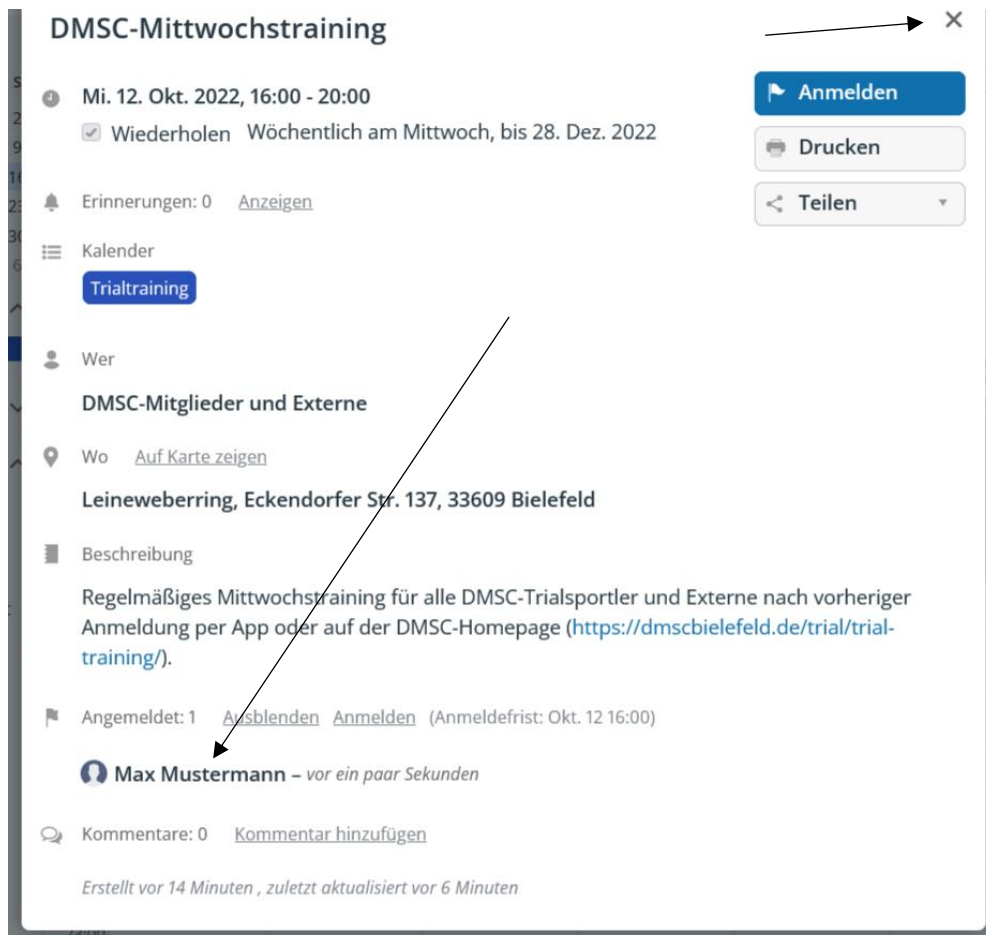 DMSC-Mittwochstraining
Mi. 12. Okt. 2022, 16:00 - 20:00
Wiederholen Wöchentlich am Mittwoch, bis 28. Dez. 2022
Anmelden
Drucken
Teilen
Erinnerungen: 0 Anzeigen
Kalender
Trialtraining
Wer
DMSC-Mitglieder und Externe
Wo Auf Karte zeigen
Leineweberring, Eckendorfer Str. 137, 33609 Bielefeld
Beschreibung
Regelmäßiges Mittwochstraining für alle DMSC-Trialsportler und Externe nach vorheriger
Anmeldung per App oder auf der DMSC-Homepage (https://dmscbielefeld.de/trial/trial-
training/).
Angemeldet: 1 Ausblenden Anmelden (Anmeldefrist: Okt. 12 16:00)
Max Mustermann – vor ein paar Sekunden
Kommentare: 0 Kommentar hinzufügen
Erstellt vor 14 Minuten , zuletzt aktualisiert vor 6 Minuten